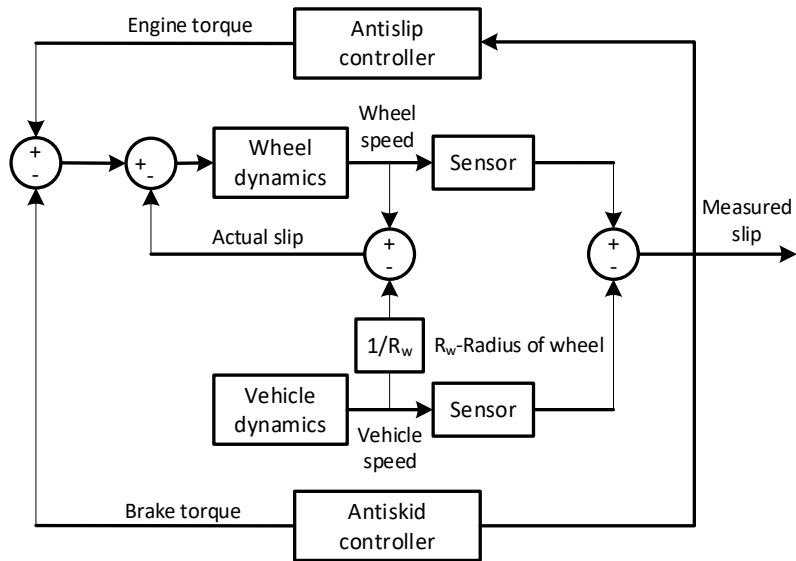 Engine torque
Antislip
controller
Wheel
speed
+
-
+
-
Wheel
dynamics
Sensor
Measured
slip
Actual slip
+
-
+
-
1/Rw
Rw-Radius of wheel
Vehicle
dynamics
Sensor
Vehicle
speed
Brake torque
Antiskid
controller